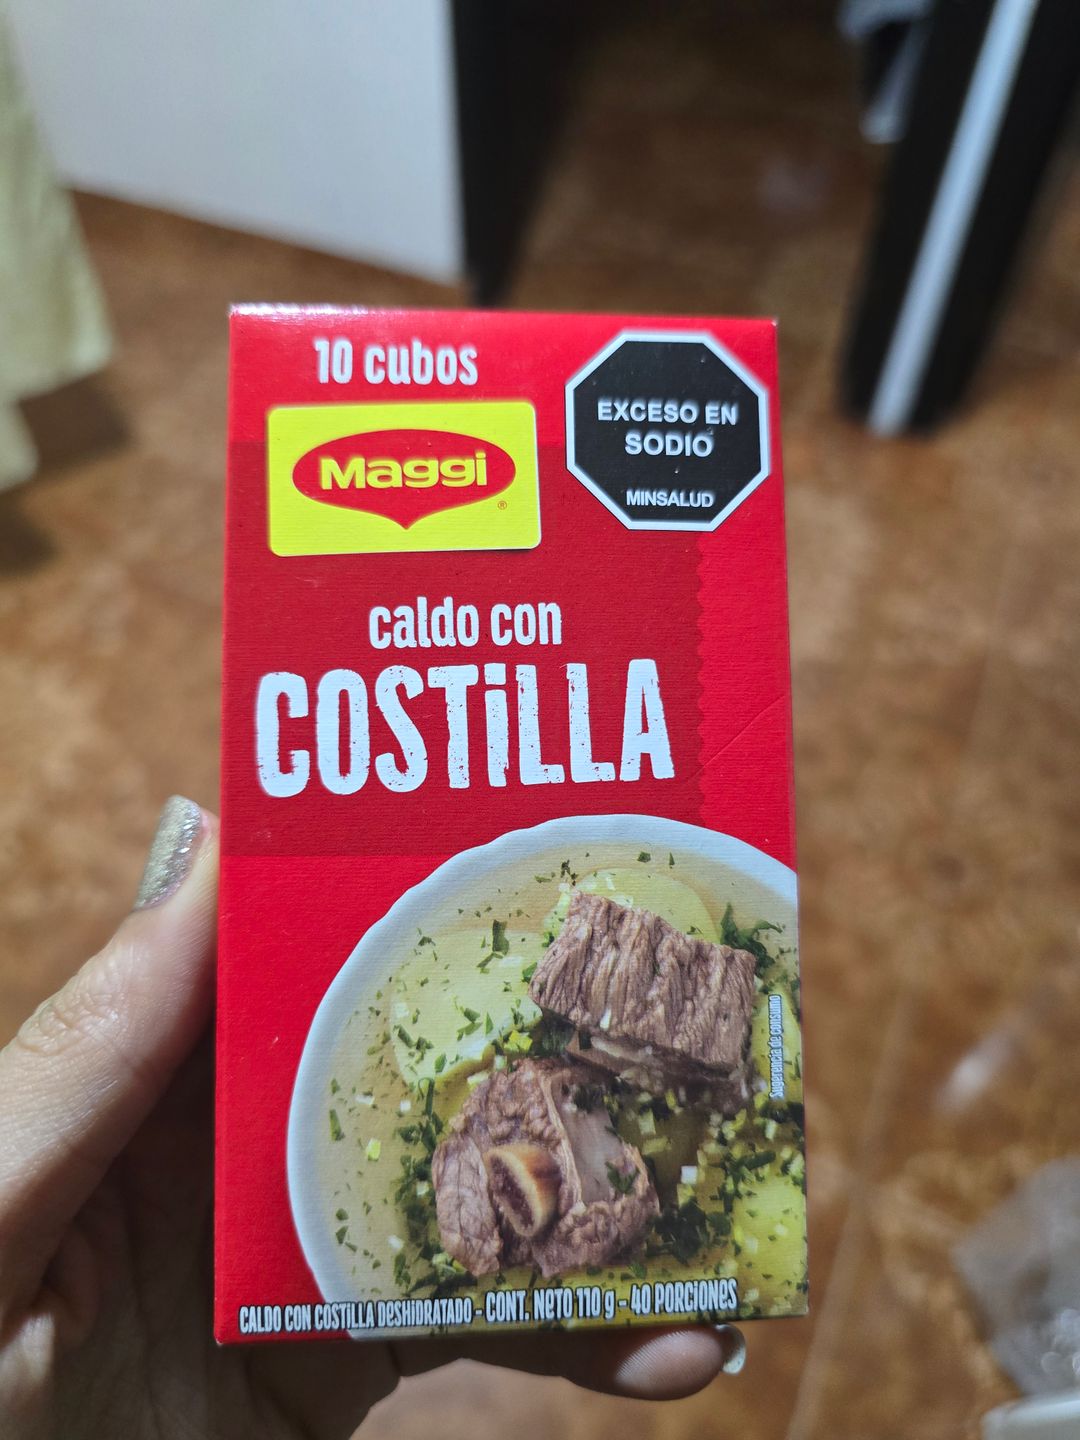 10 cubos
Maggi
®
EXCESO EN
SODIO
MINSALUD
caldo con
COSTiLLA
Sugerencia de consumo
CALDO CON COSTiLLA DeSHiDRATADO - CONT. NeTO 110 g - 40 PORCiONeS